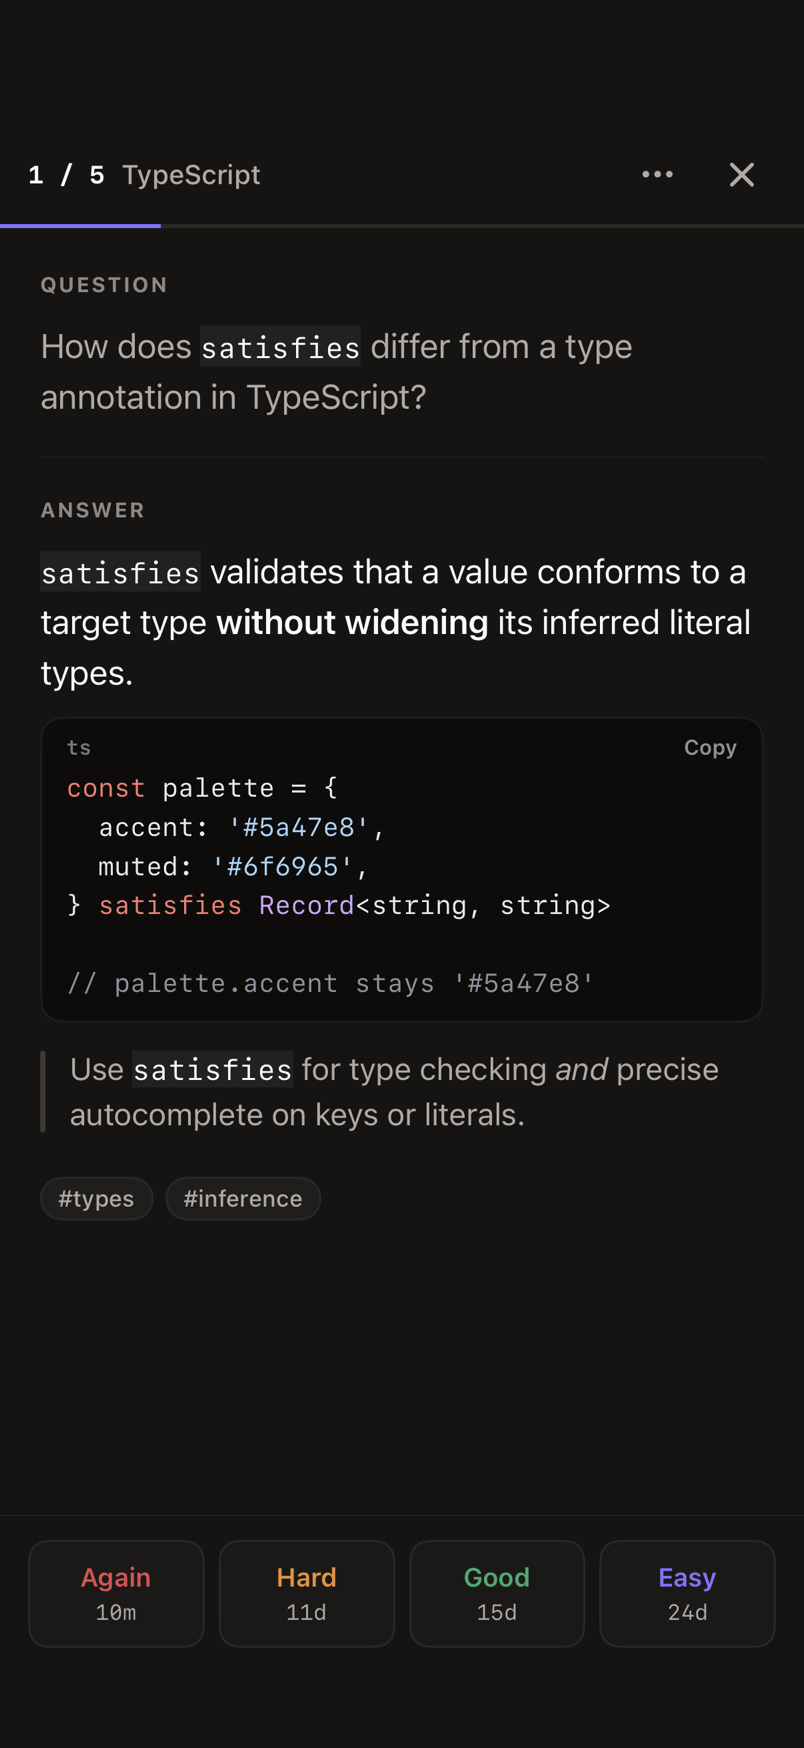 1 / 5 TypeScript
QUESTION
How does satisfies differ from a type
annotation in TypeScript?
ANSWER
satisfies validates that a value conforms to a
target type without widening its inferred literal
types.
ts Copy
const palette = {
  accent: '#5a47e8',
  muted: '#6f6965',
} satisfies Record<string, string>
// palette.accent stays '#5a47e8'
Use satisfies for type checking and precise
autocomplete on keys or literals.
#types #inference
Again Hard Good Easy
10m 11d 15d 24d